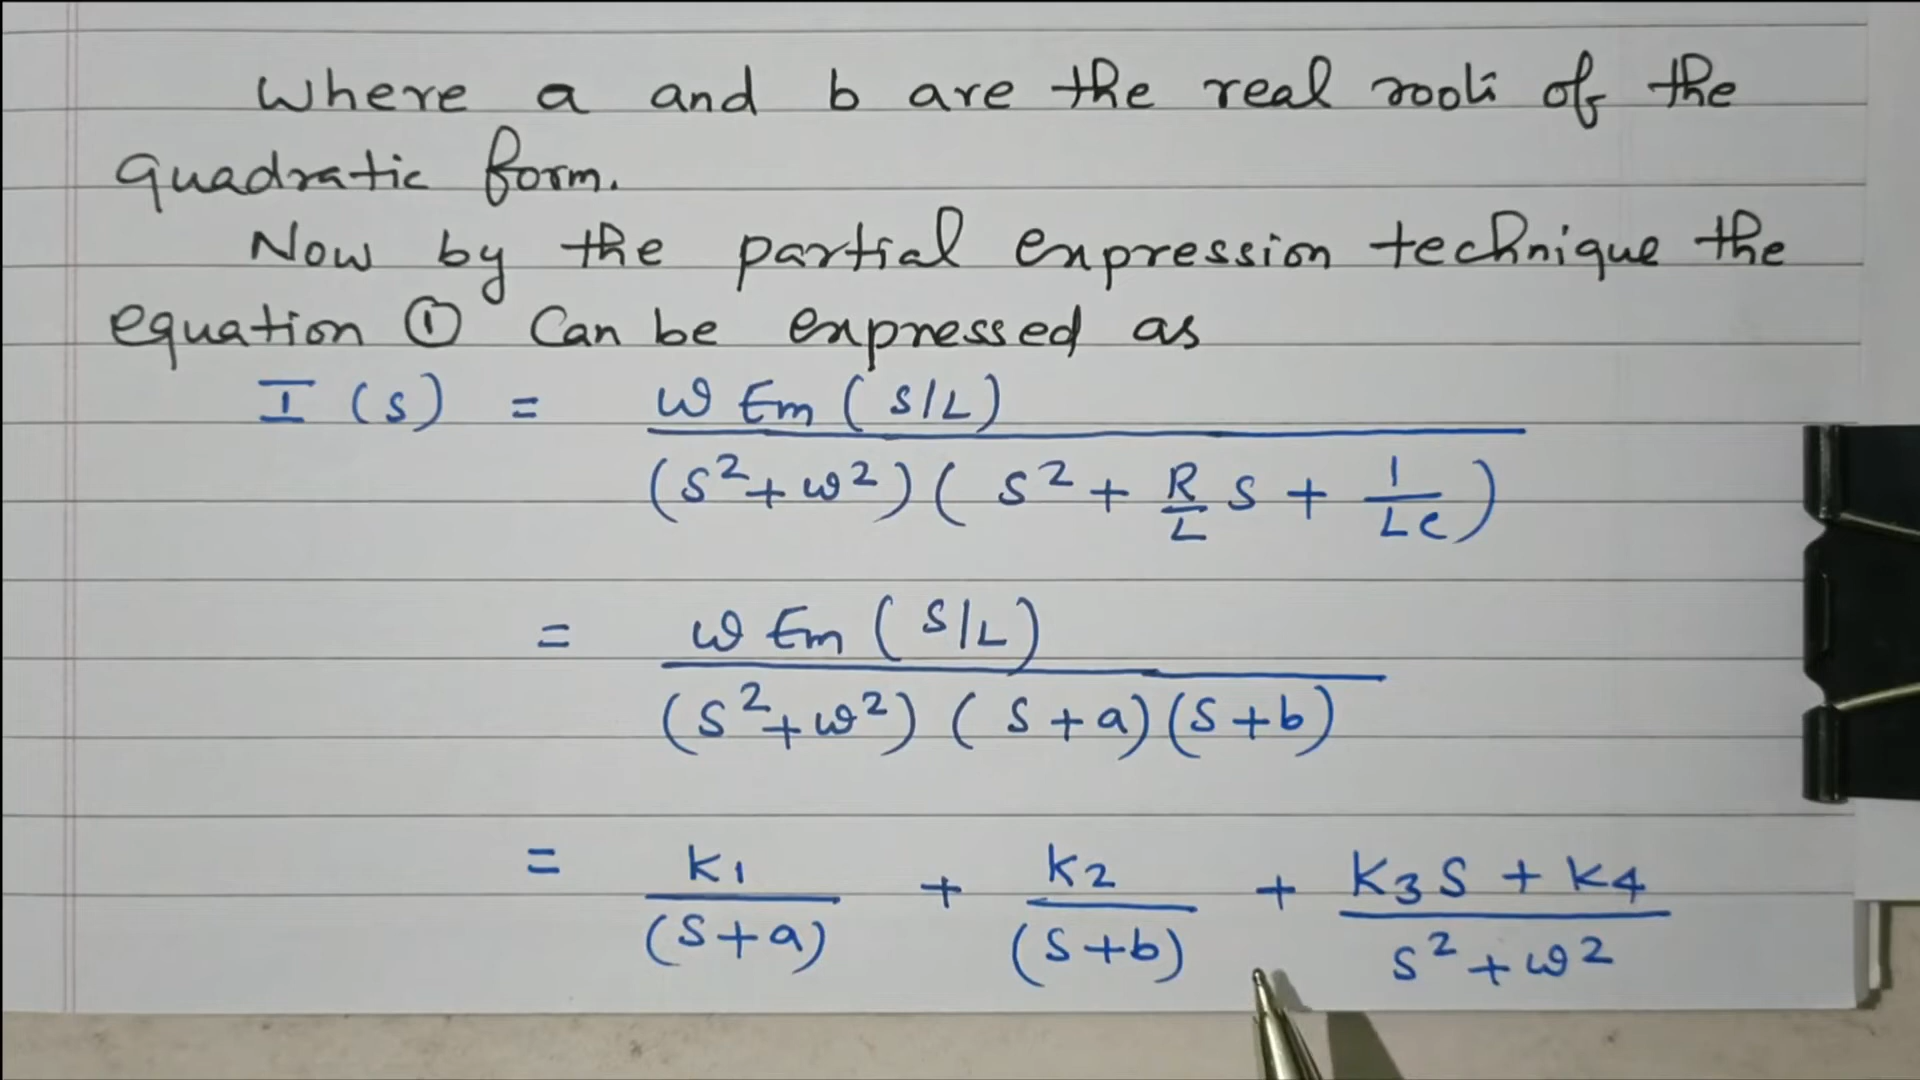 Where a and b are the real roots of the
quadratic form.
Now by the partial expression technique the
equation ① Can be expressed as
I (s) = ω Em ( S/L)
(S²+ω²) ( S² + R/L S + 1/LC )
= ω Em ( S/L)
(S²+ω²) ( S+a) (S+b)
= K1 + K2 + K3 S + K4
(S+a) (S+b) S²+ω²